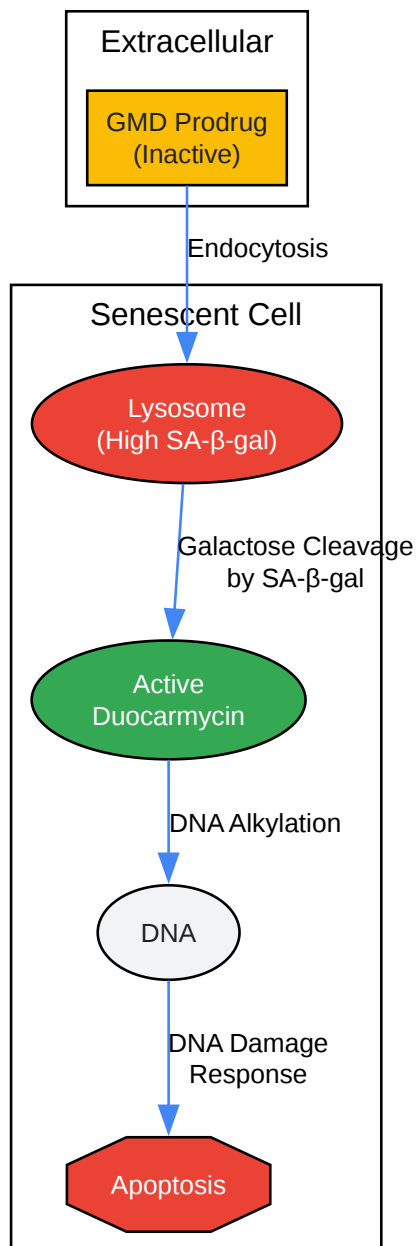 Extracellular
GMD Prodrug
(Inactive)
Endocytosis
Senescent Cell
Lysosome
(High SA-β-gal)
Galactose Cleavage
by SA-β-gal
Active
Duocarmycin
DNA Alkylation
DNA
DNA Damage
Response
Apoptosis